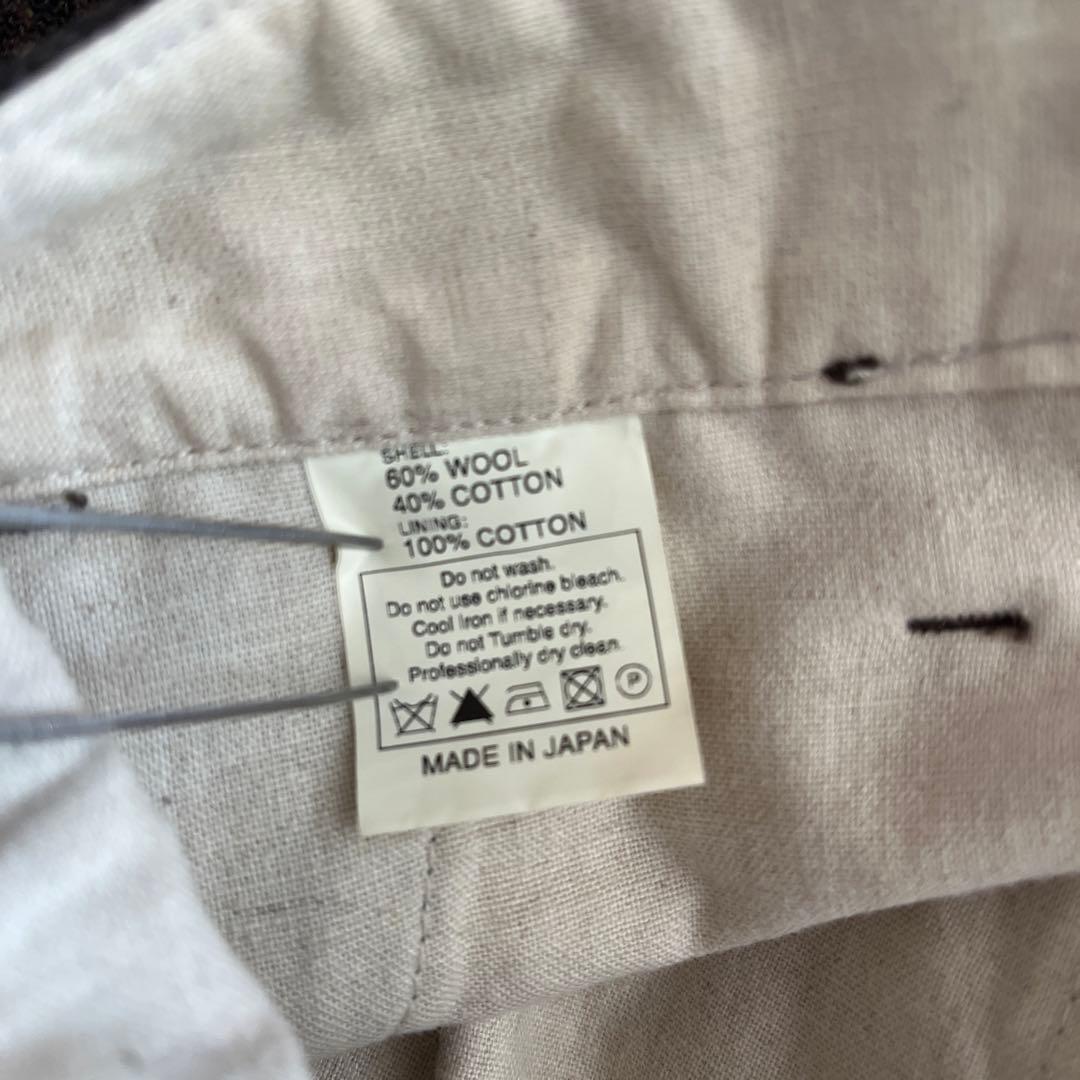 SHELL:
60% WOOL
40% COTTON
LINING:
100% COTTON
Do not wash.
Do not use chlorine bleach.
Cool Iron if necessary.
Do not Tumble dry.
Professionally dry clean.
P
MADE IN JAPAN